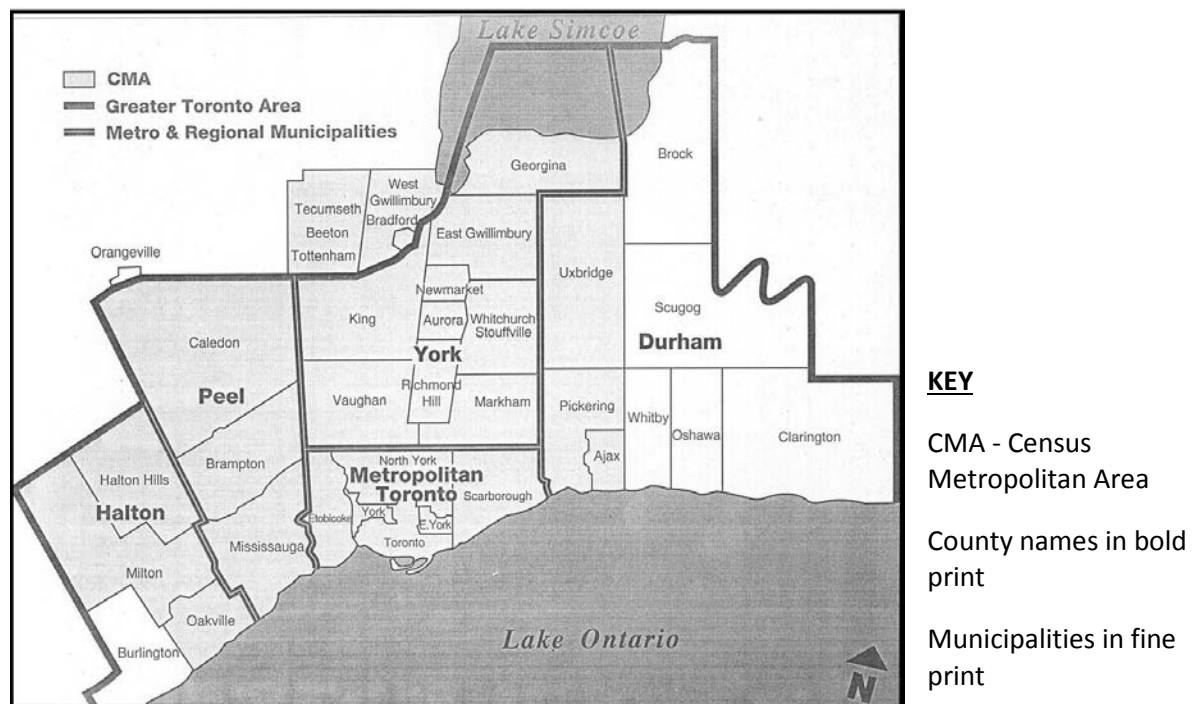 Lake Simcoe
CMA
Greater Toronto Area
Metro & Regional Municipalities
Brock
Georgina
West
Gwillimbury
Bradford
Tecumseth
Beeton
Tottenham
East Gwillimbury
Orangeville
Uxbridge
Newmarket
Scugog
King
Aurora
Whitchurch
Stouffville
Durham
Caledon
York
Peel
Richmond
Hill
Vaughan
Markham
Pickering
Whitby
Oshawa
Clarington
Ajax
Brampton
North York
Metropolitan
Toronto
Scarborough
Halton Hills
Halton
Etobicoke
York
E.York
Toronto
Mississauga
Milton
Oakville
Burlington
Lake Ontario
N
KEY
CMA - Census
Metropolitan Area
County names in bold
print
Municipalities in fine
print